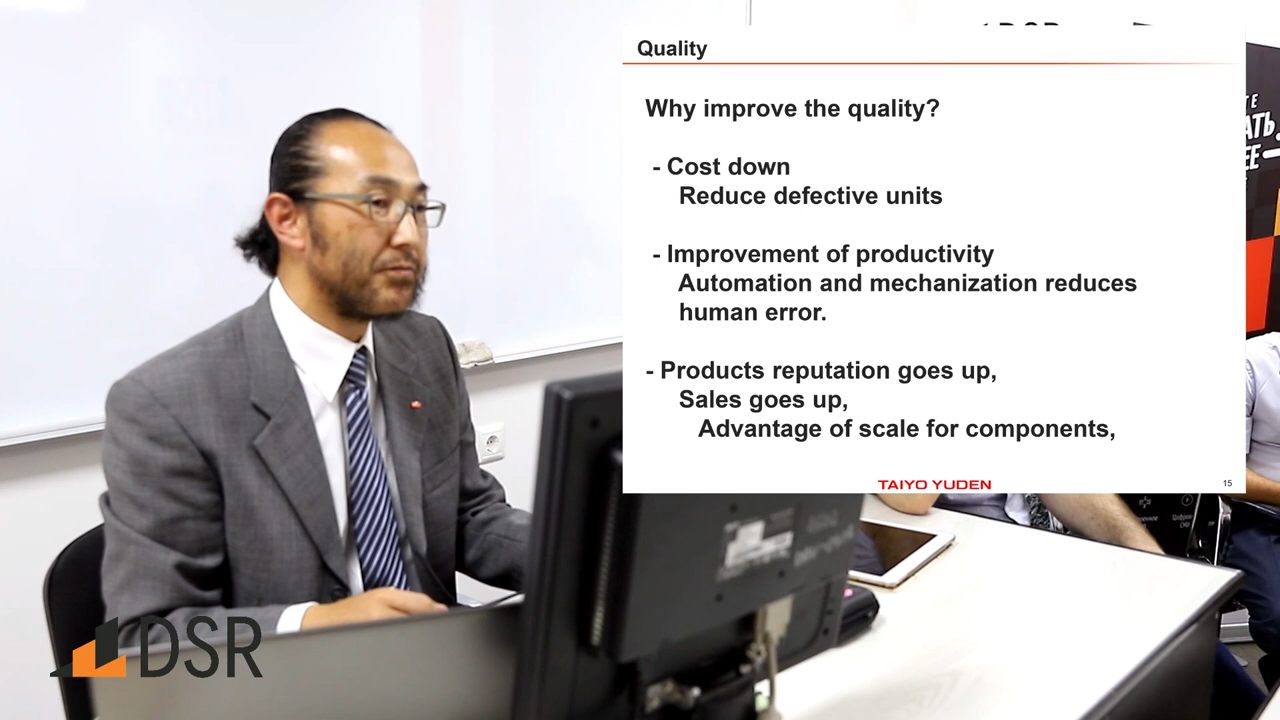 Quality
Why improve the quality?
- Cost down
Reduce defective units
- Improvement of productivity
Automation and mechanization reduces
human error.
- Products reputation goes up,
Sales goes up,
Advantage of scale for components,
TAIYO YUDEN
15
DSR